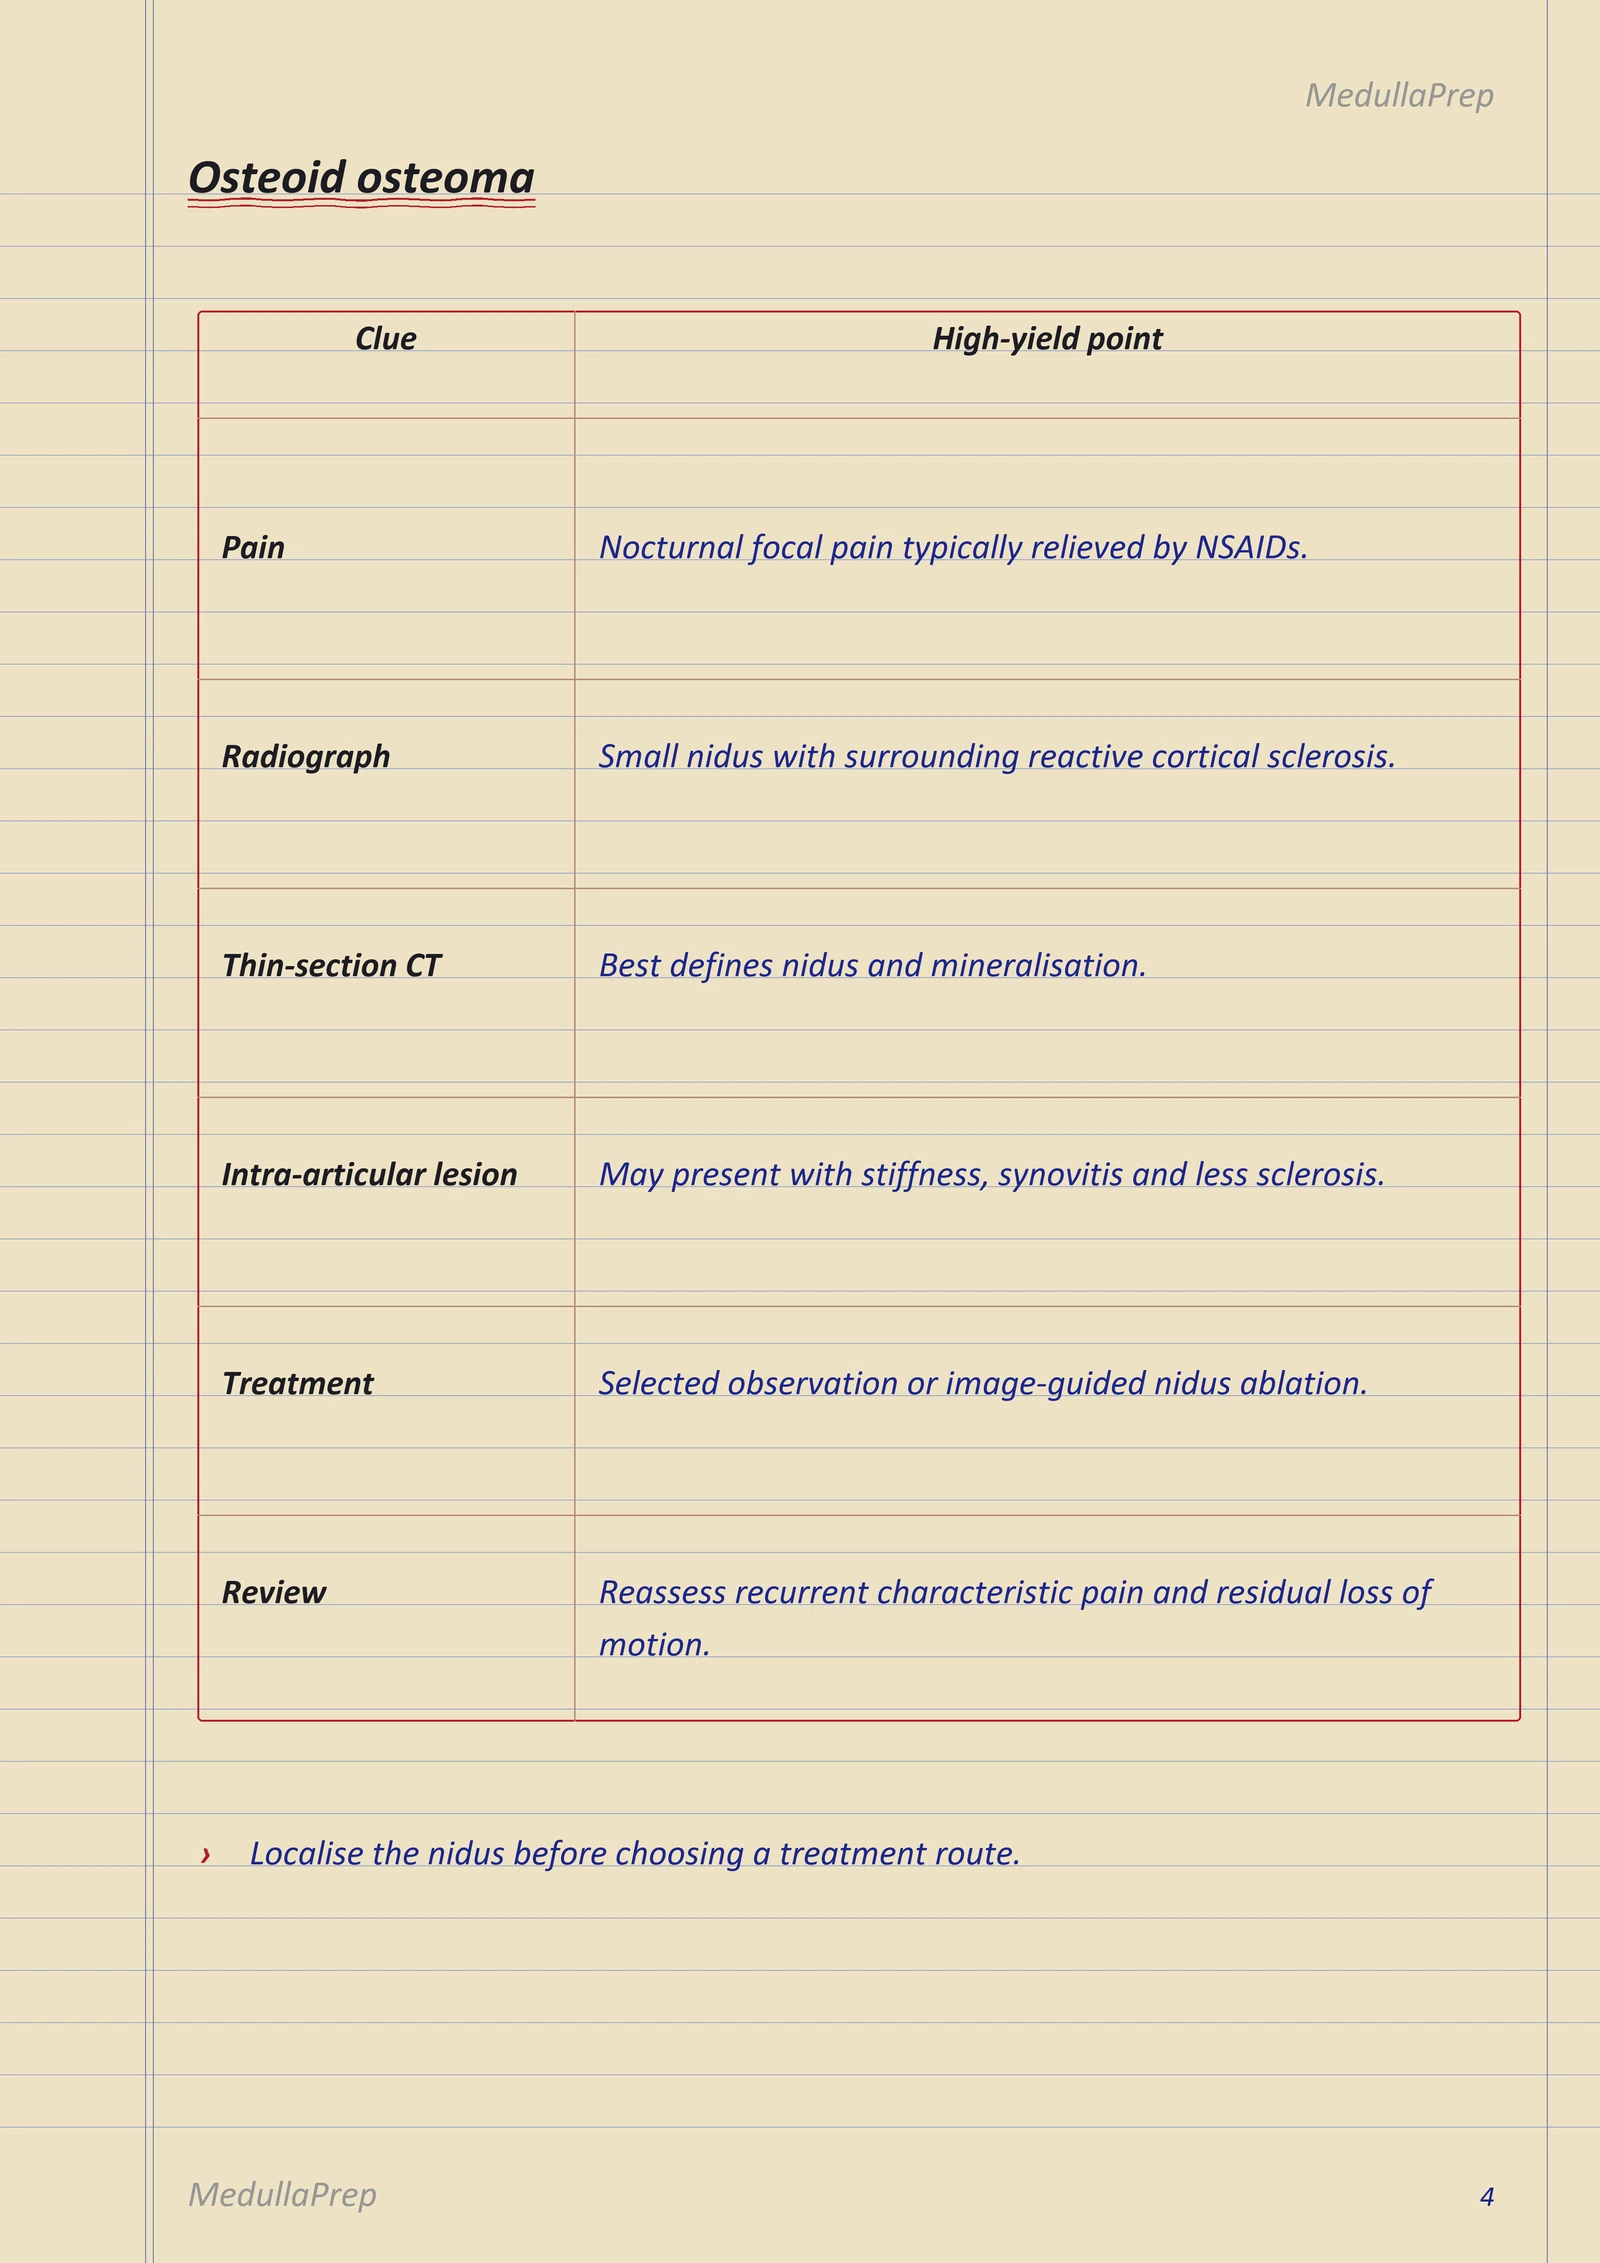 MedullaPrep
Osteoid osteoma
Clue High-yield point
Pain Nocturnal focal pain typically relieved by NSAIDs.
Radiograph Small nidus with surrounding reactive cortical sclerosis.
Thin-section CT Best defines nidus and mineralisation.
Intra-articular lesion May present with stiffness, synovitis and less sclerosis.
Treatment Selected observation or image-guided nidus ablation.
Review Reassess recurrent characteristic pain and residual loss of
motion.
› Localise the nidus before choosing a treatment route.
MedullaPrep 4